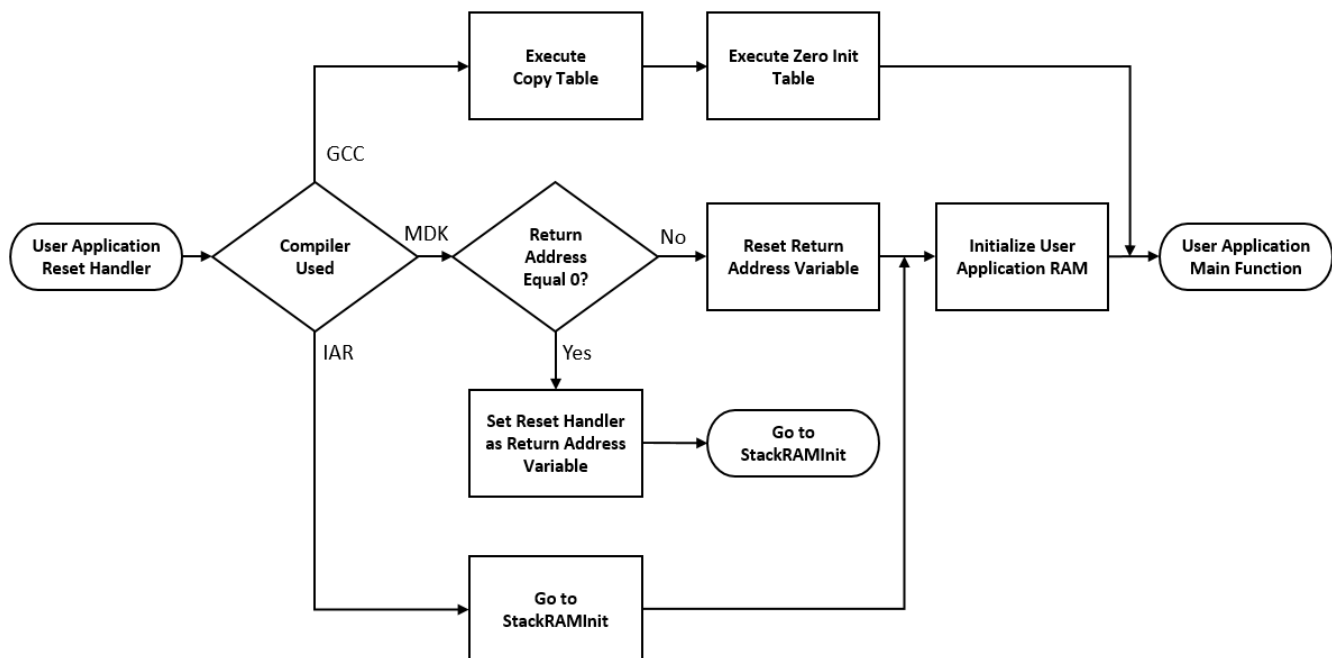 Execute
Copy Table
Execute Zero Init
Table
GCC
User Application
Reset Handler
Compiler
Used
MDK
Return
Address
Equal 0?
No
Reset Return
Address Variable
Initialize User
Application RAM
User Application
Main Function
IAR
Yes
Set Reset Handler
as Return Address
Variable
Go to
StackRAMInit
Go to
StackRAMInit